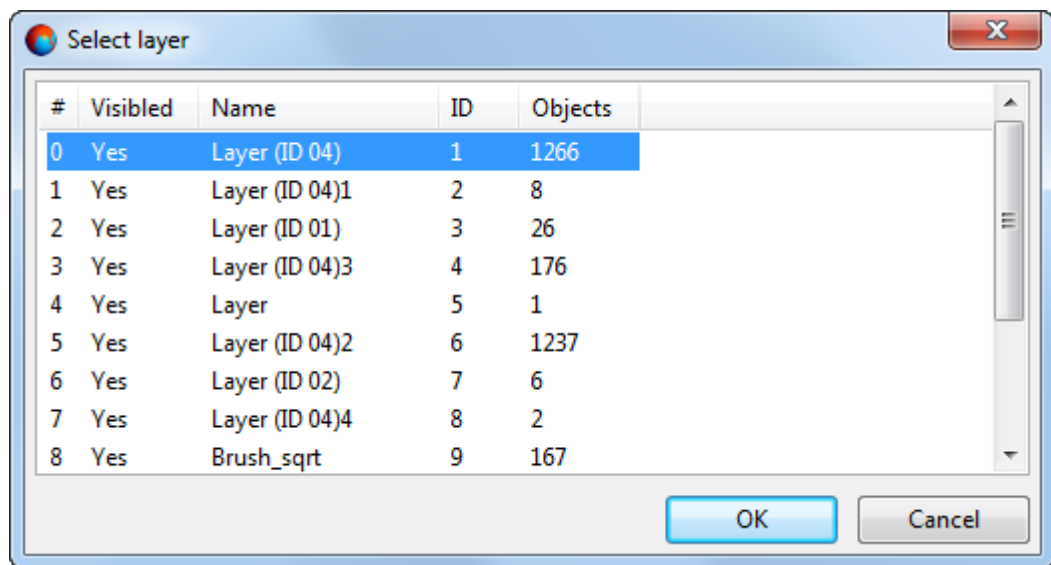 Select layer
# Visibled Name ID Objects
0 Yes Layer (ID 04) 1 1266
1 Yes Layer (ID 04)1 2 8
2 Yes Layer (ID 01) 3 26
3 Yes Layer (ID 04)3 4 176
4 Yes Layer 5 1
5 Yes Layer (ID 04)2 6 1237
6 Yes Layer (ID 02) 7 6
7 Yes Layer (ID 04)4 8 2
8 Yes Brush_sqrt 9 167
OK Cancel